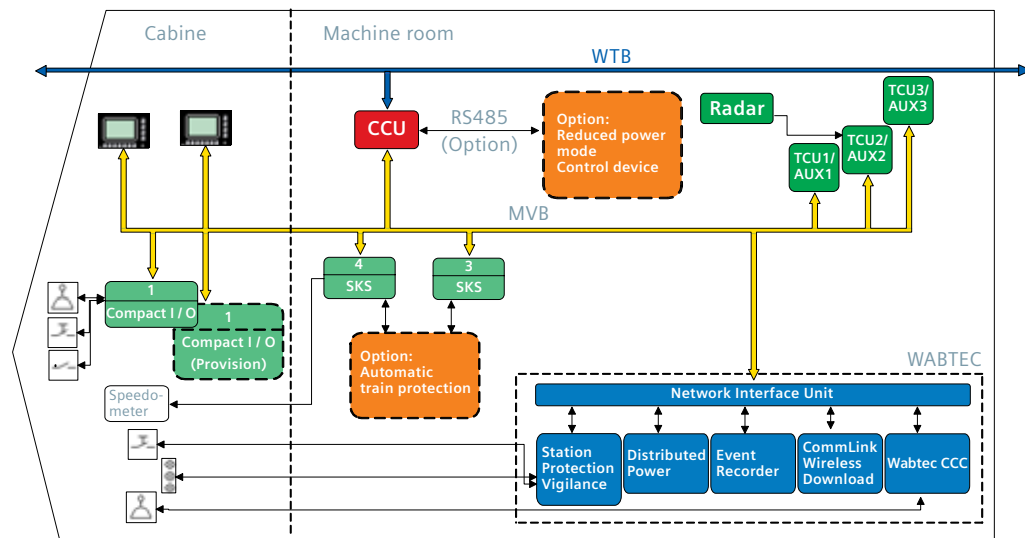 Cabine
Machine room
WTB
CCU
RS485
(Option)
Option:
Reduced power
mode
Control device
Radar
TCU1/
AUX1
TCU2/
AUX2
TCU3/
AUX3
MVB
1
Compact I / O
1
Compact I / O
(Provision)
4
SKS
3
SKS
Option:
Automatic
train protection
Speedo-
meter
WABTEC
Network Interface Unit
Station
Protection
Vigilance
Distributed
Power
Event
Recorder
CommLink
Wireless
Download
Wabtec CCC